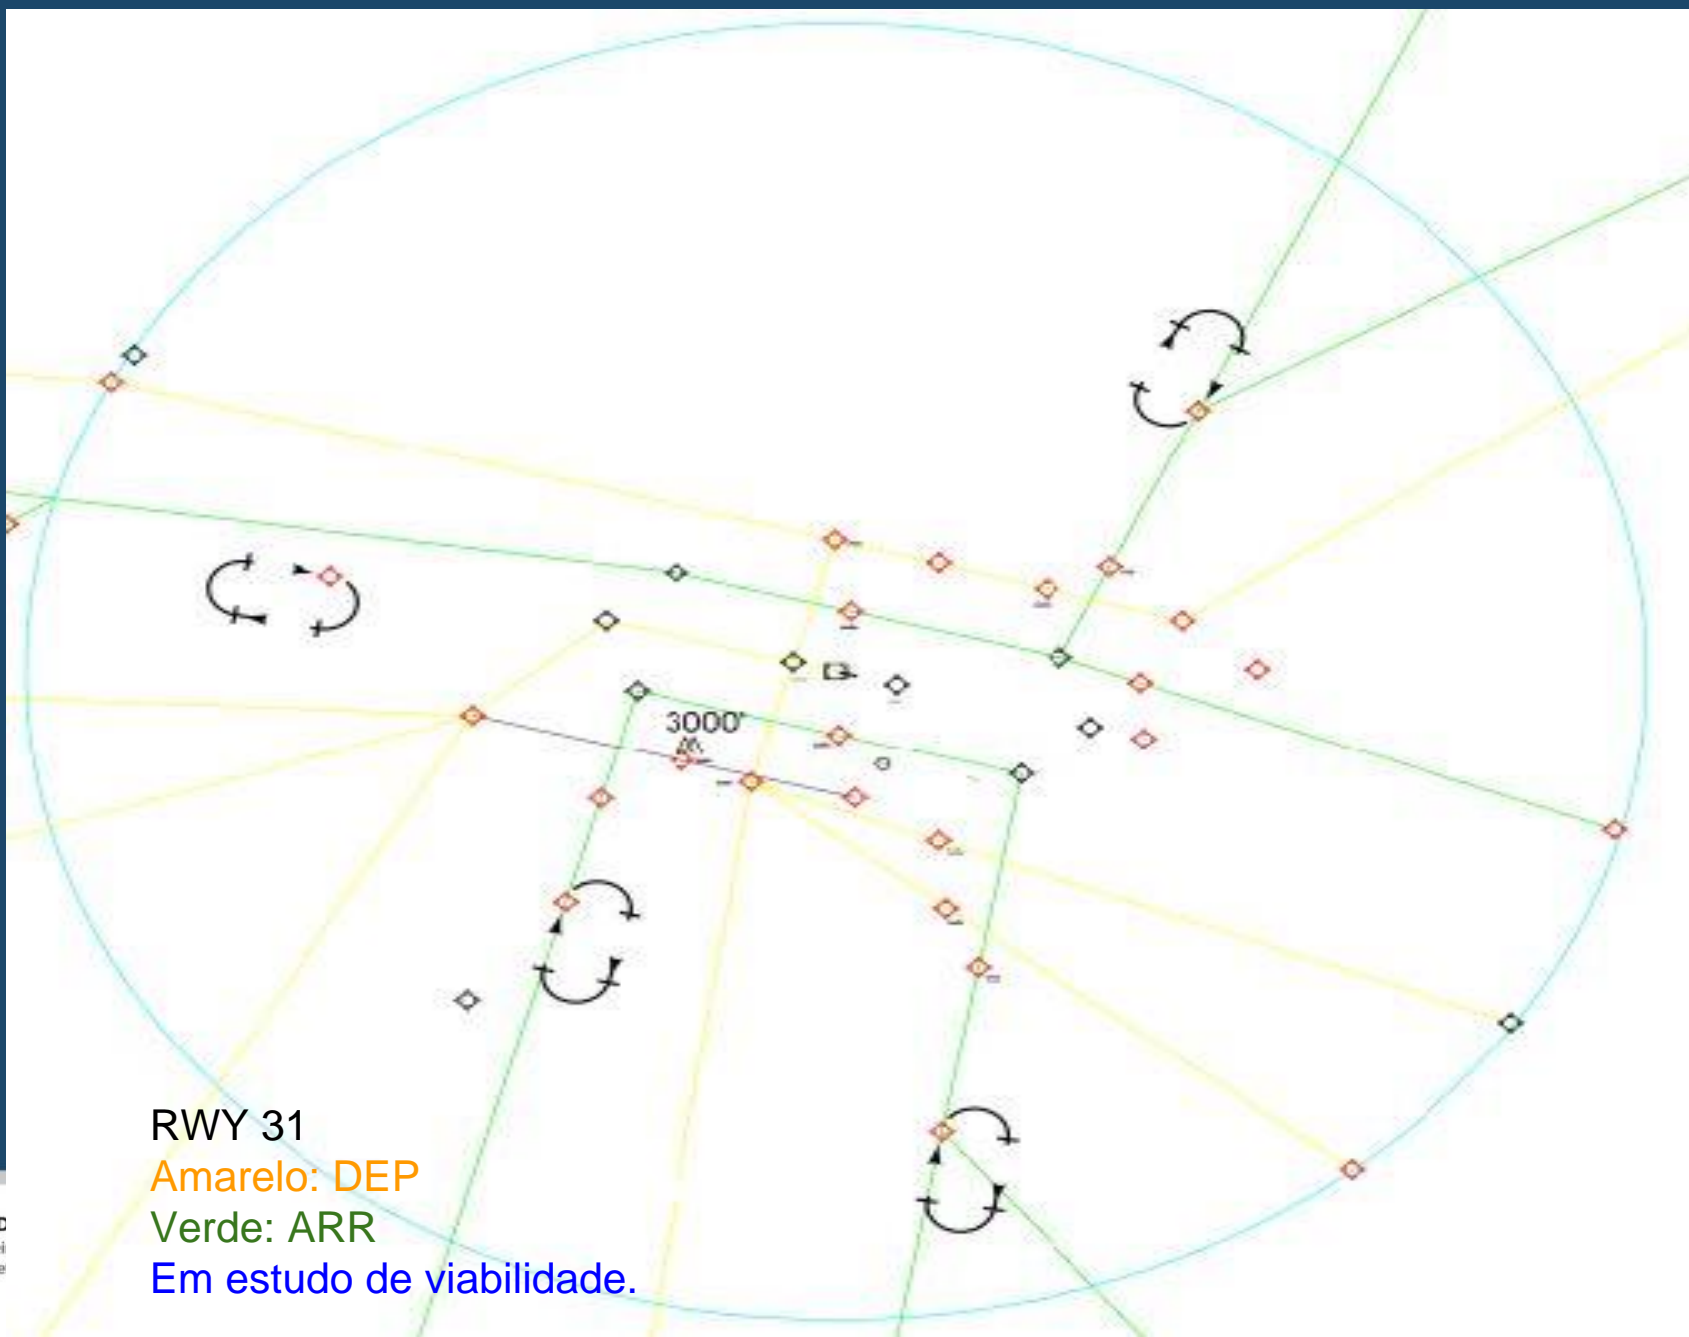 3000'
RWY 31
Amarelo: DEP
Verde: ARR
Em estudo de viabilidade.